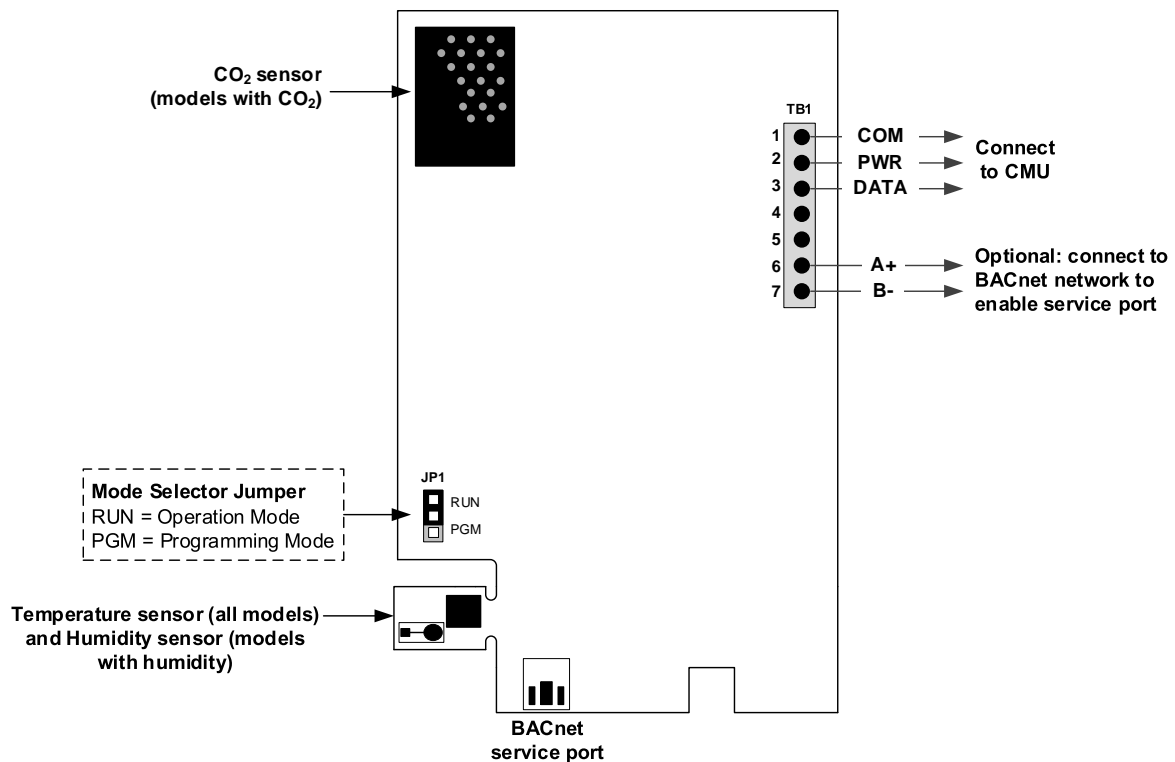 CO₂ sensor
(models with CO₂)
TB1
1 COM
2 PWR
3 DATA
4
5
6 A+
7 B-
Connect
to CMU
Optional: connect to
BACnet network to
enable service port
JP1
RUN
PGM
Mode Selector Jumper
RUN = Operation Mode
PGM = Programming Mode
Temperature sensor (all models)
and Humidity sensor (models
with humidity)
BACnet
service port